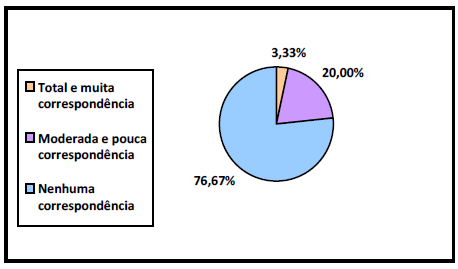 3,33%
20,00%
Total e muita
correspondência
Moderada e pouca
correspondência
Nenhuma
correspondência
76,67%